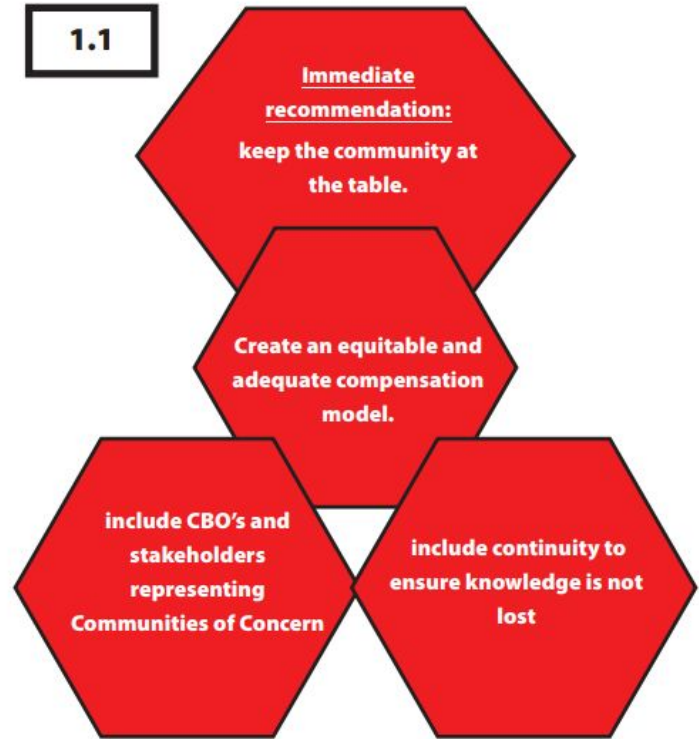 1.1
Immediate
recommendation:
keep the community at
the table.
Create an equitable and
adequate compensation
model.
include CBO's and
stakeholders
representing
Communities of Concern
include continuity to
ensure knowledge is not
lost